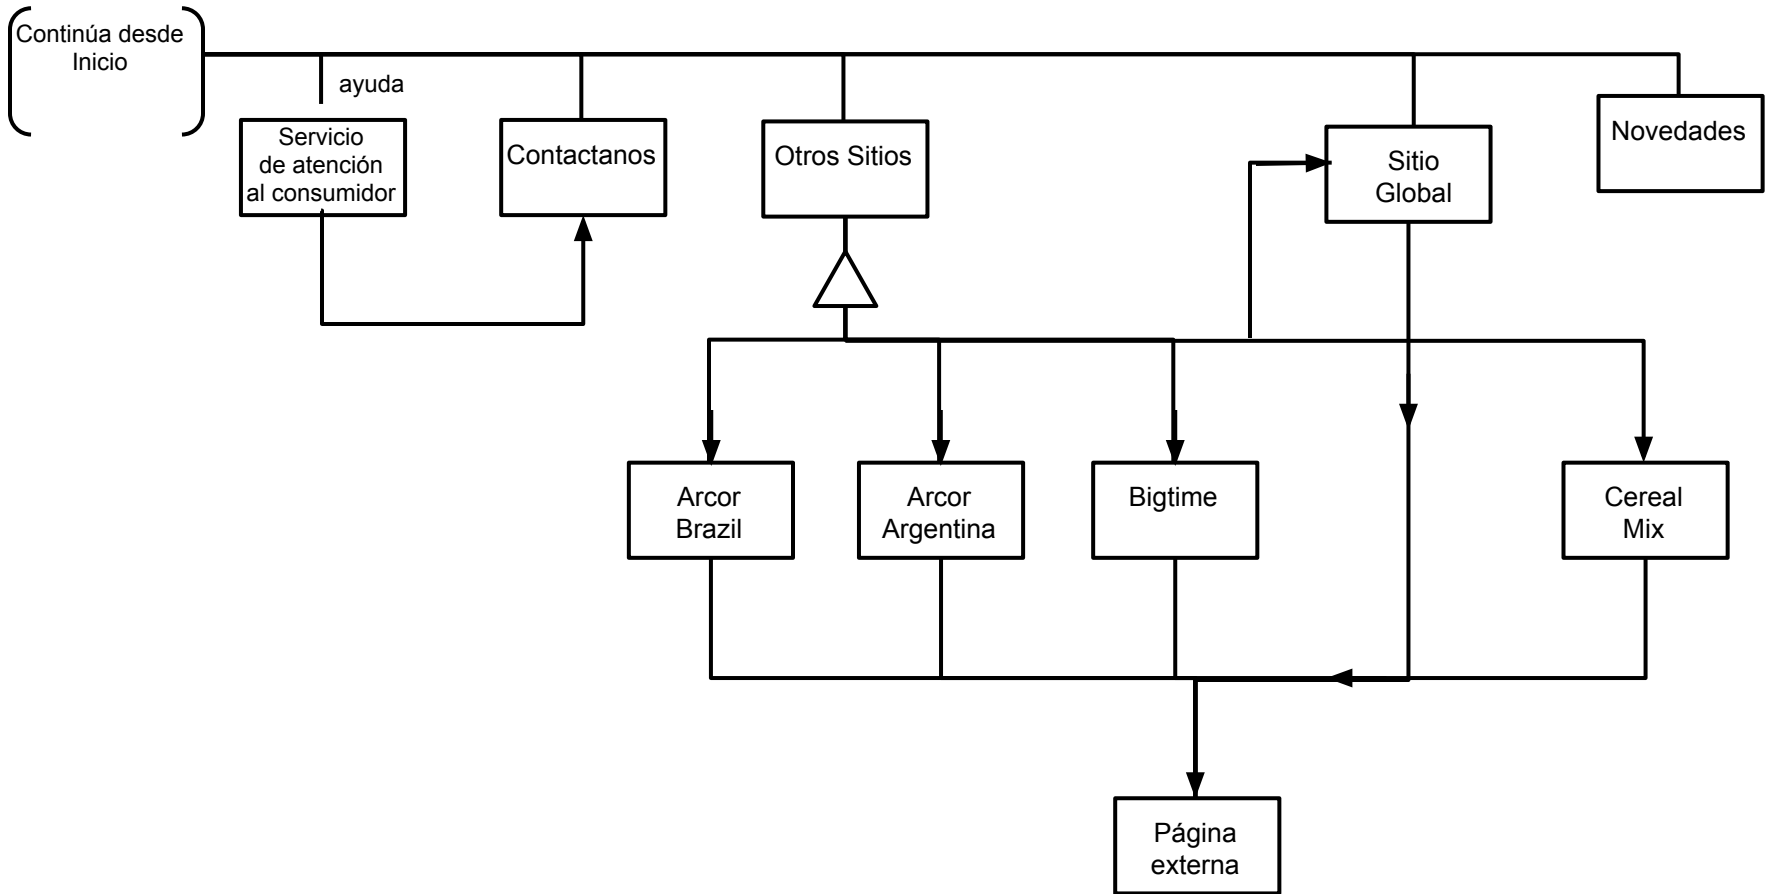 Continúa desde
Inicio
ayuda
Servicio
de atención
al consumidor
Contactanos
Otros Sitios
Sitio
Global
Novedades
Arcor
Brazil
Arcor
Argentina
Bigtime
Cereal
Mix
Página
externa